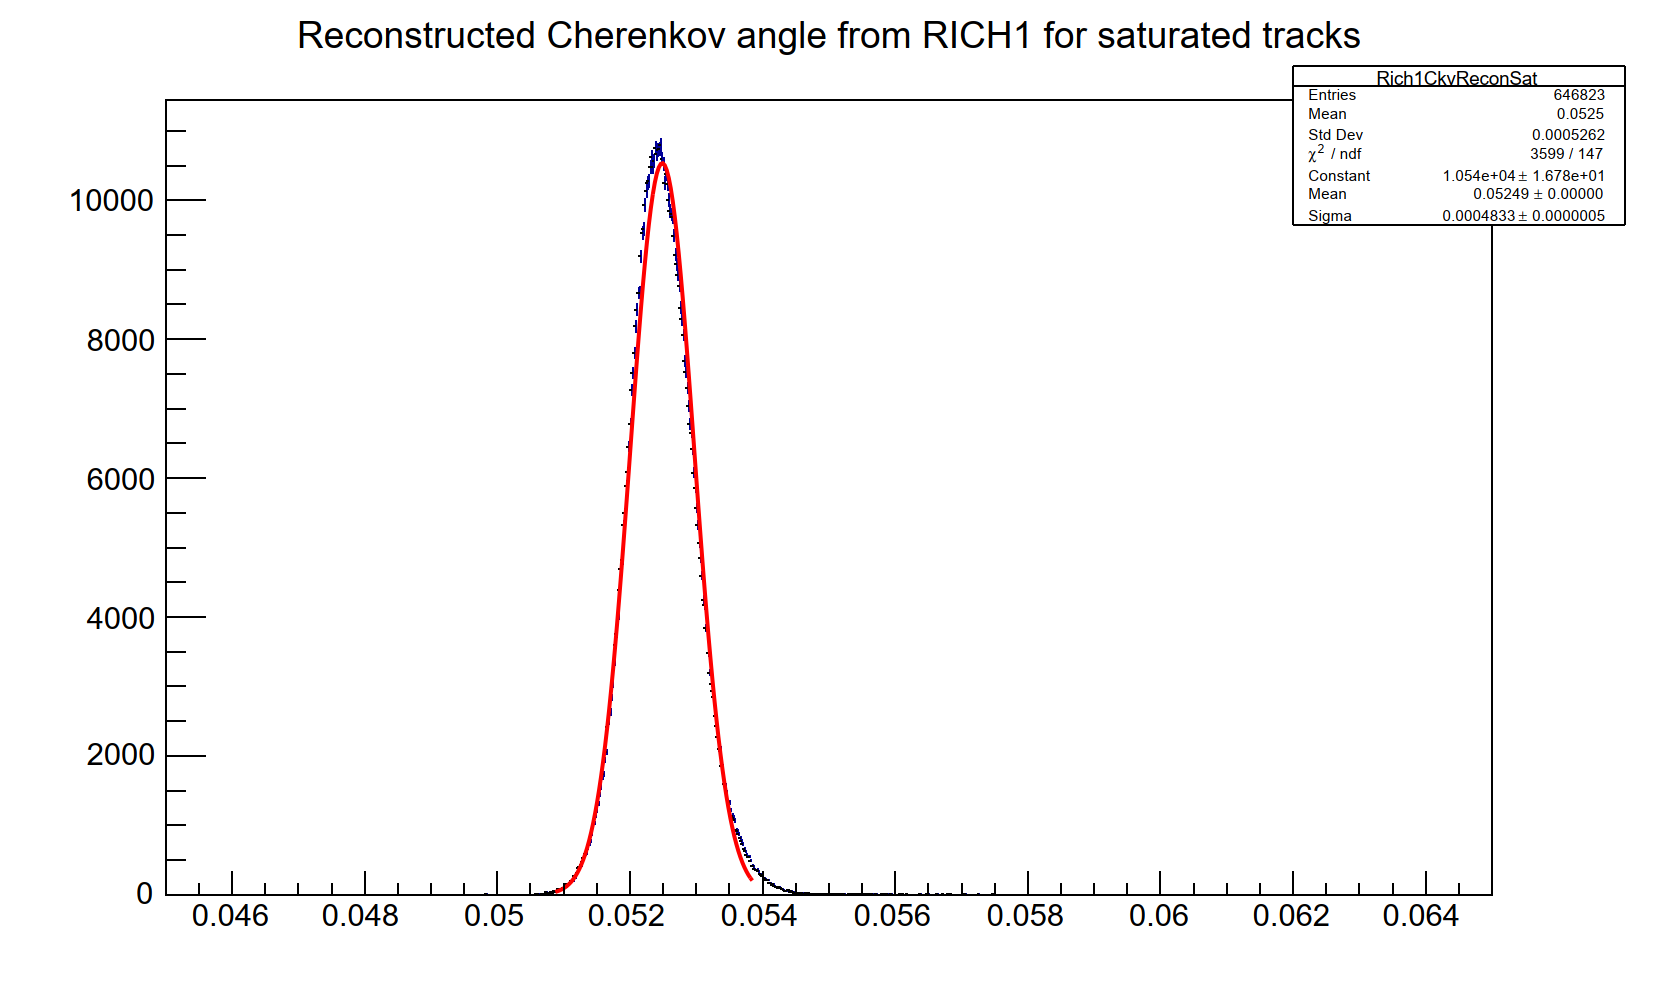 Reconstructed Cherenkov angle from RICH1 for saturated tracks
Rich1CkvReconSat
Entries 646823
Mean 0.0525
Std Dev 0.0005262
χ² / ndf 3599 / 147
Constant 1.054e+04 ± 1.678e+01
Mean 0.05249 ± 0.00000
Sigma 0.0004833 ± 0.0000005
10000
8000
6000
4000
2000
0
0.046 0.048 0.05 0.052 0.054 0.056 0.058 0.06 0.062 0.064